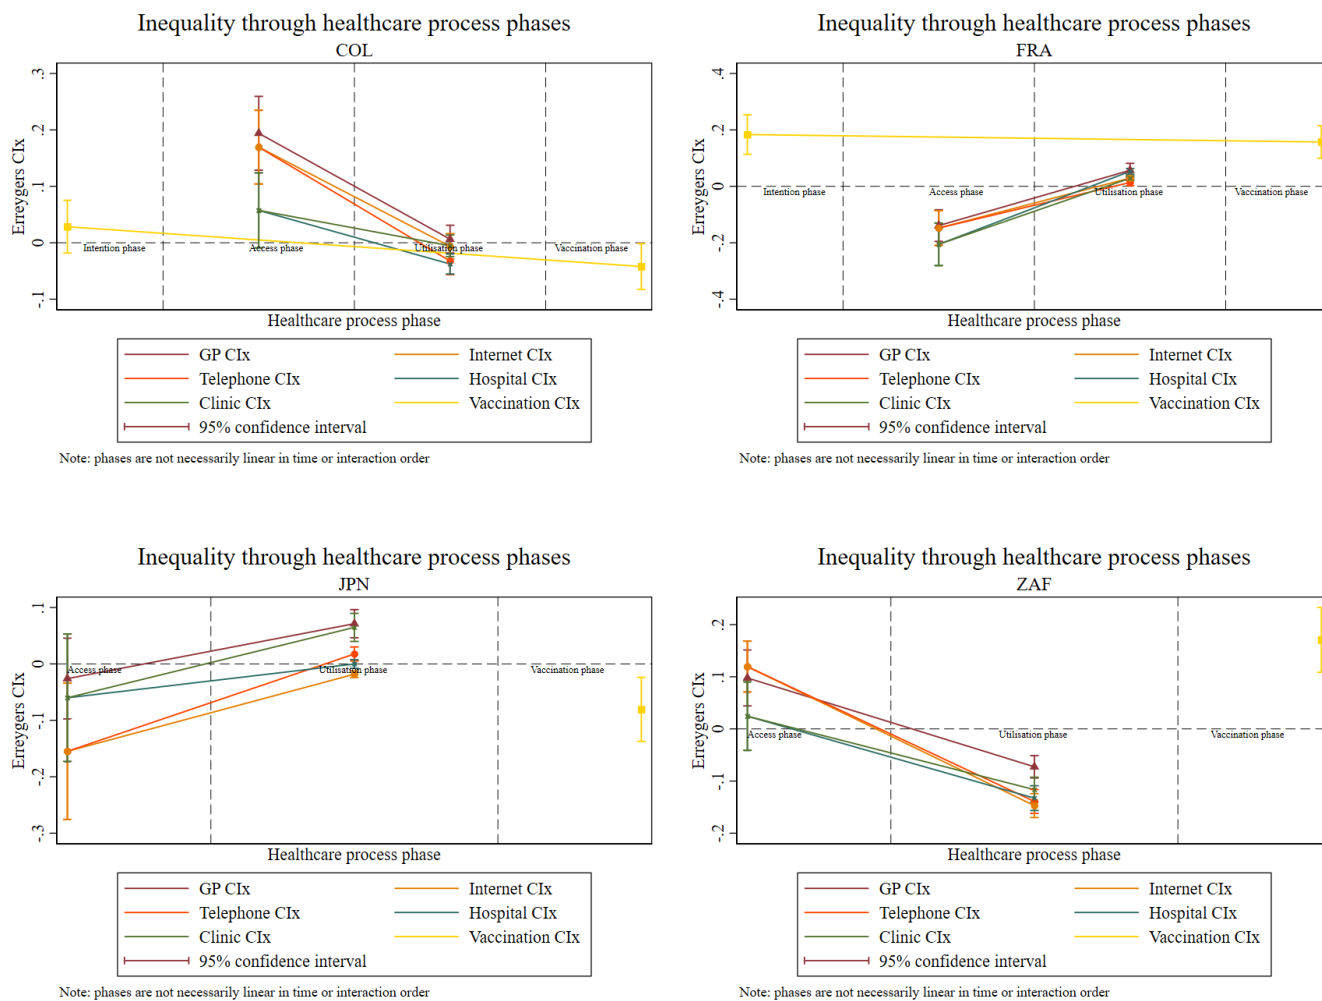 Inequality through healthcare process phases
COL
Erreygers CIx
.3
.2
.1
0
-.1
Intention phase
Access phase
Utilisation phase
Vaccination phase
Healthcare process phase
GP CIx
Internet CIx
Telephone CIx
Hospital CIx
Clinic CIx
Vaccination CIx
95% confidence interval
Note: phases are not necessarily linear in time or interaction order
Inequality through healthcare process phases
FRA
Erreygers CIx
.4
.2
0
-.2
-.4
Intention phase
Access phase
Utilisation phase
Vaccination phase
Healthcare process phase
GP CIx
Internet CIx
Telephone CIx
Hospital CIx
Clinic CIx
Vaccination CIx
95% confidence interval
Note: phases are not necessarily linear in time or interaction order
Inequality through healthcare process phases
JPN
Erreygers CIx
.1
0
-.1
-.2
-.3
Access phase
Utilisation phase
Vaccination phase
Healthcare process phase
GP CIx
Internet CIx
Telephone CIx
Hospital CIx
Clinic CIx
Vaccination CIx
95% confidence interval
Note: phases are not necessarily linear in time or interaction order
Inequality through healthcare process phases
ZAF
Erreygers CIx
.2
.1
0
-.1
-.2
Access phase
Utilisation phase
Vaccination phase
Healthcare process phase
GP CIx
Internet CIx
Telephone CIx
Hospital CIx
Clinic CIx
Vaccination CIx
95% confidence interval
Note: phases are not necessarily linear in time or interaction order